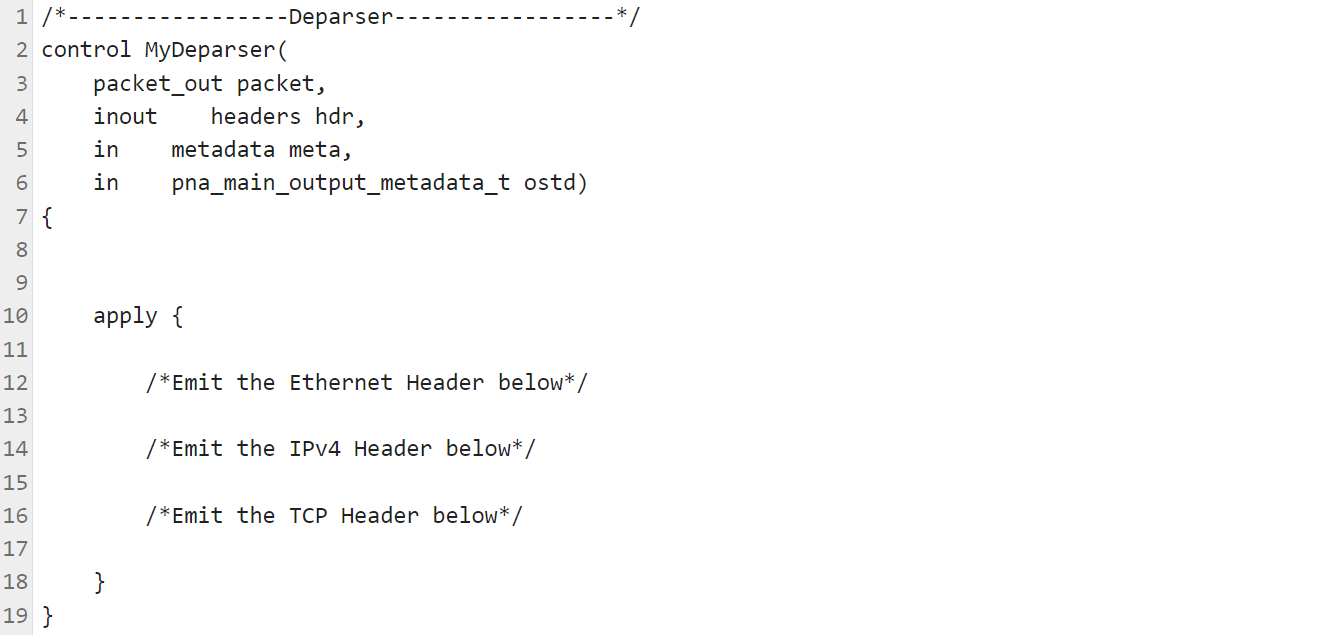 1 /*-----------------Deparser-----------------*/
2 control MyDeparser(
3     packet_out packet,
4     inout    headers hdr,
5     in    metadata meta,
6     in    pna_main_output_metadata_t ostd)
7 {
8
9
10     apply {
11
12         /*Emit the Ethernet Header below*/
13
14         /*Emit the IPv4 Header below*/
15
16         /*Emit the TCP Header below*/
17
18     }
19 }